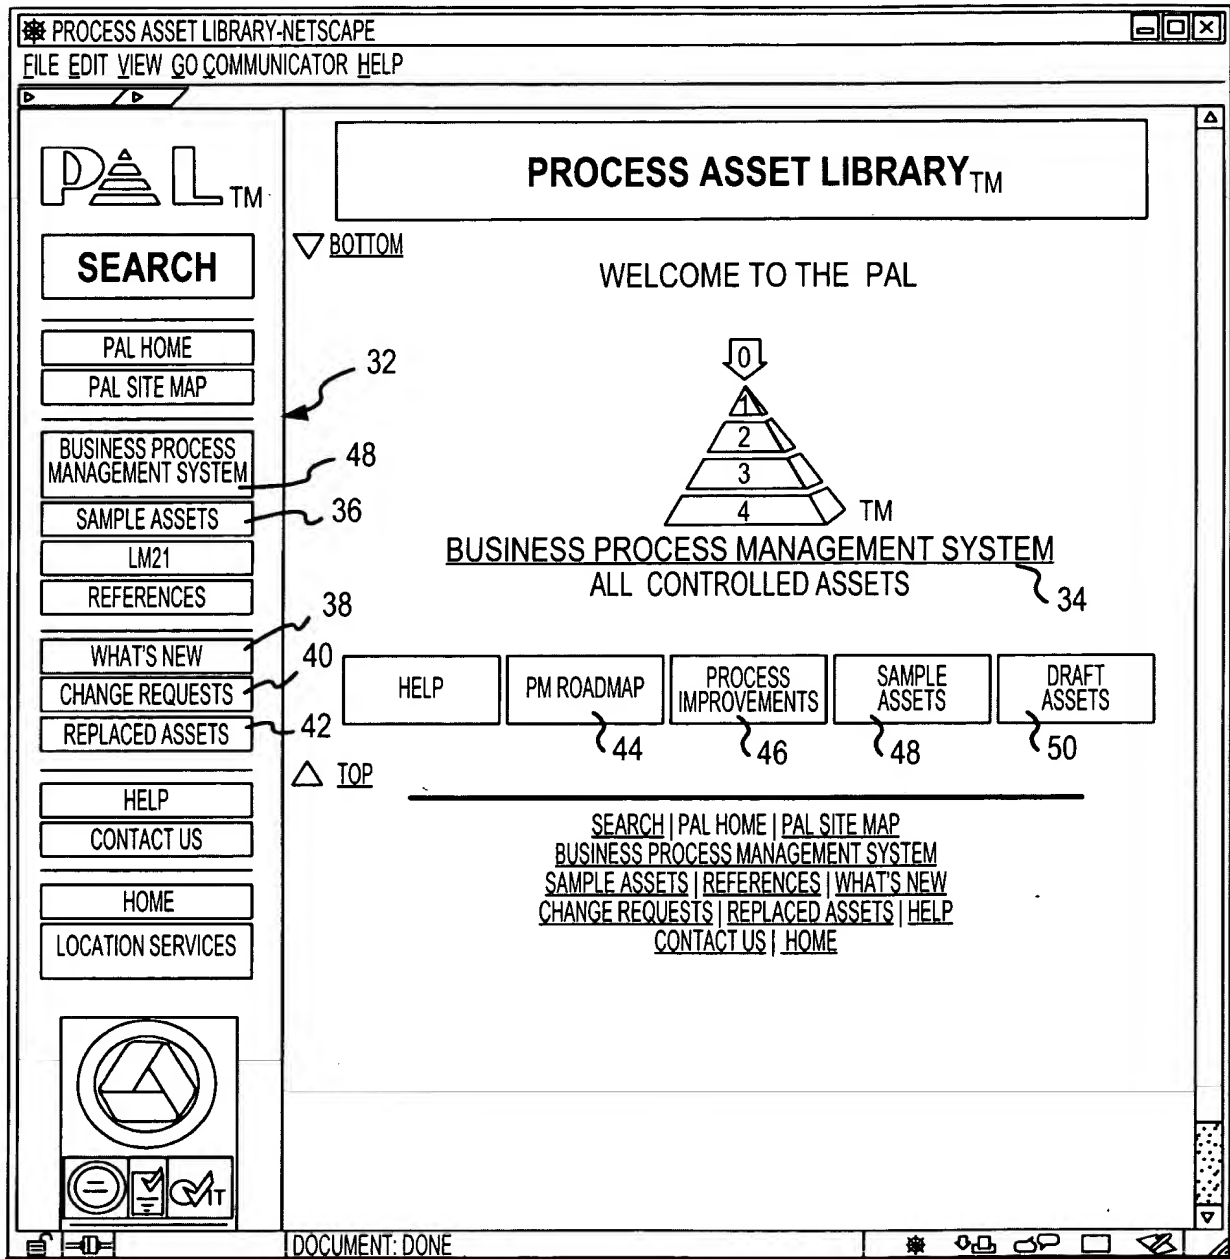 PROCESS ASSET LIBRARY-NETSCAPE
FILE EDIT VIEW GO COMMUNICATOR HELP
PAL TM
SEARCH
PAL HOME
PAL SITE MAP
32
BUSINESS PROCESS
MANAGEMENT SYSTEM
48
SAMPLE ASSETS
36
LM21
REFERENCES
38
WHAT'S NEW
40
CHANGE REQUESTS
REPLACED ASSETS
42
HELP
CONTACT US
HOME
LOCATION SERVICES
IT
PROCESS ASSET LIBRARY TM
BOTTOM
WELCOME TO THE PAL
0
1
2
3
4 TM
BUSINESS PROCESS MANAGEMENT SYSTEM
ALL CONTROLLED ASSETS
34
HELP
PM ROADMAP
PROCESS
IMPROVEMENTS
SAMPLE
ASSETS
DRAFT
ASSETS
44
46
48
50
TOP
SEARCH | PAL HOME | PAL SITE MAP
BUSINESS PROCESS MANAGEMENT SYSTEM
SAMPLE ASSETS | REFERENCES | WHAT'S NEW
CHANGE REQUESTS | REPLACED ASSETS | HELP
CONTACT US | HOME
DOCUMENT: DONE